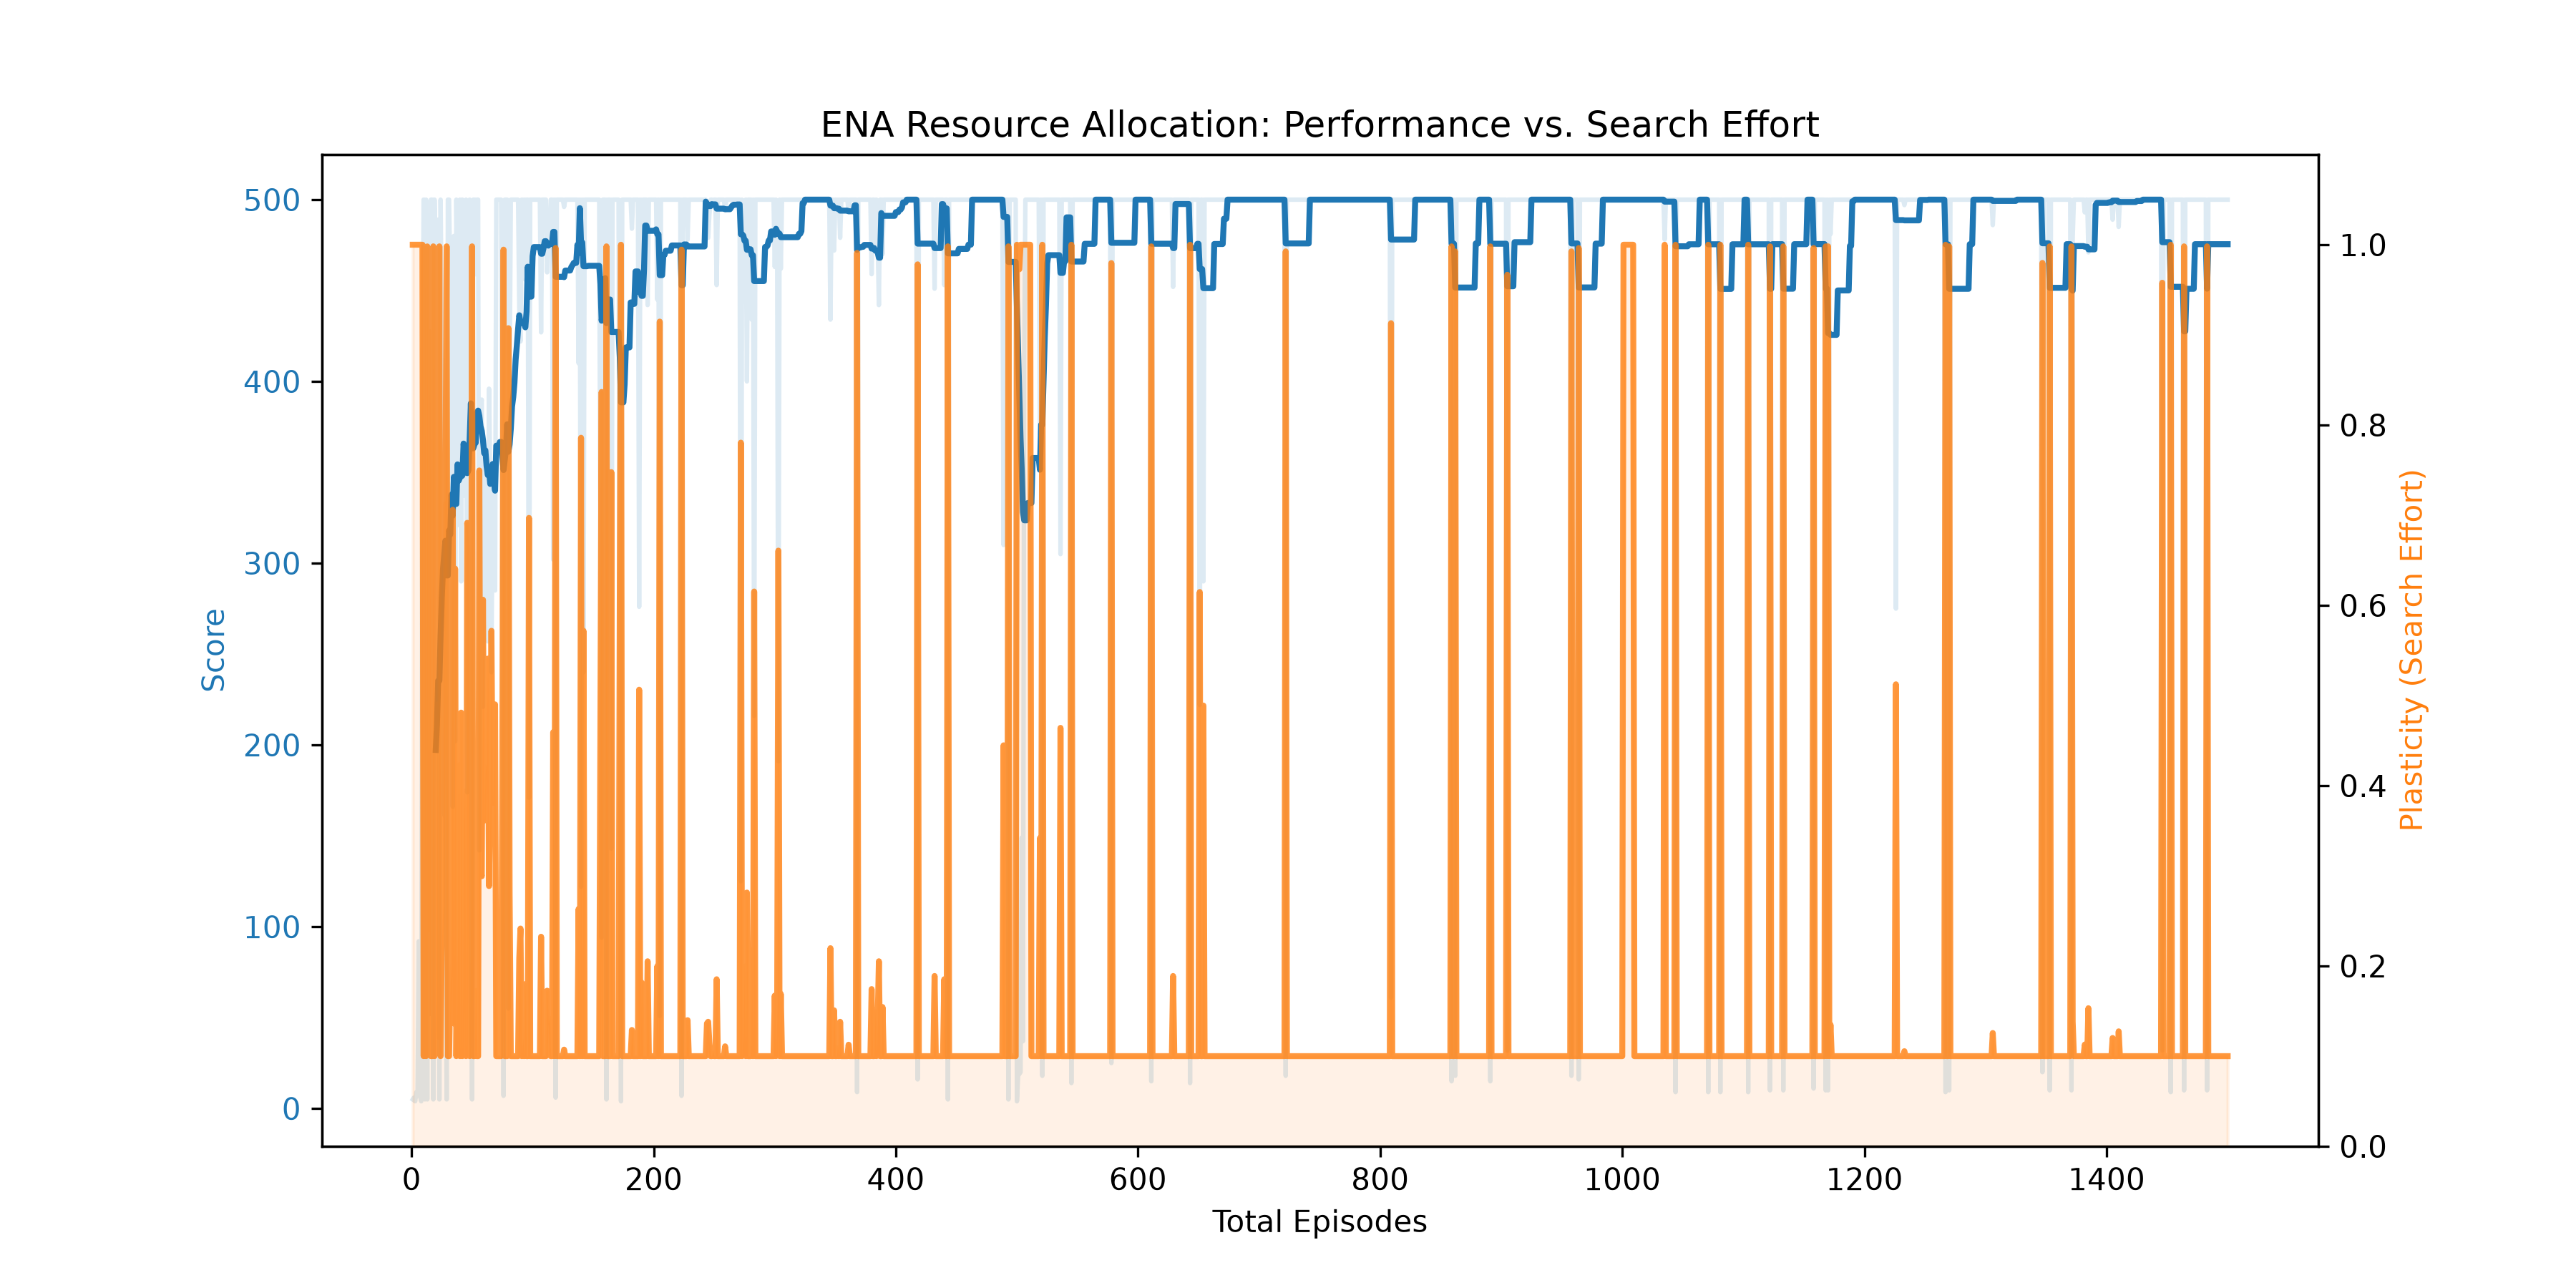 ENA Resource Allocation: Performance vs. Search Effort
500
400
300
200
100
0
Score
1.0
0.8
0.6
0.4
0.2
0.0
Plasticity (Search Effort)
0 200 400 600 800 1000 1200 1400
Total Episodes